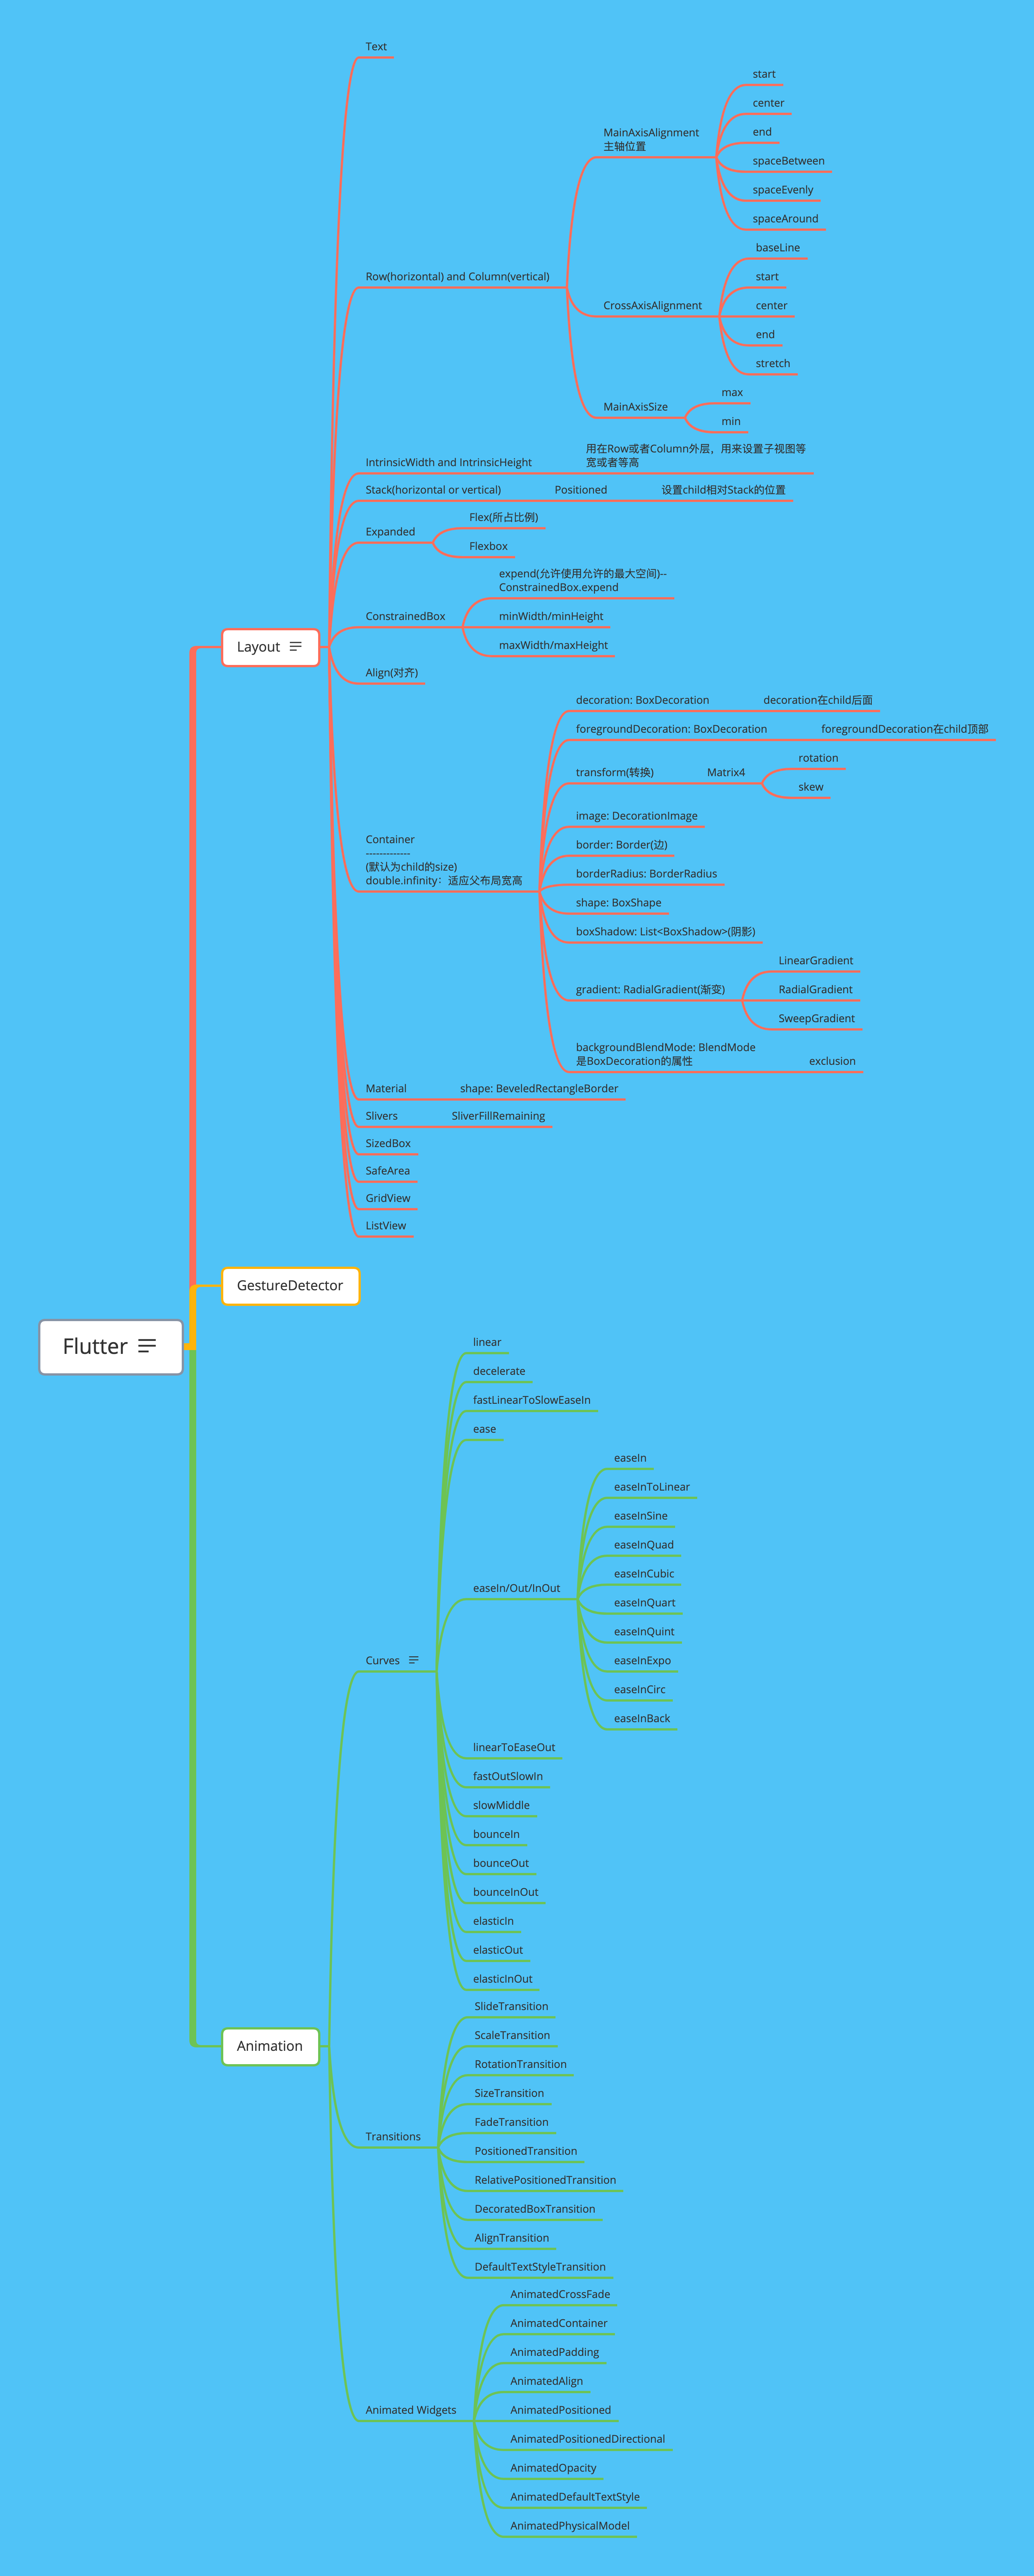 Flutter
Layout
Text
Row(horizontal) and Column(vertical)
MainAxisAlignment
主轴位置
start
center
end
spaceBetween
spaceEvenly
spaceAround
CrossAxisAlignment
baseLine
start
center
end
stretch
MainAxisSize
max
min
IntrinsicWidth and IntrinsicHeight
用在Row或者Column外层，用来设置子视图等
宽或者等高
Stack(horizontal or vertical)
Positioned
设置child相对Stack的位置
Expanded
Flex(所占比例)
Flexbox
ConstrainedBox
expend(允许使用允许的最大空间)--
ConstrainedBox.expend
minWidth/minHeight
maxWidth/maxHeight
Align(对齐)
Container
-------------
(默认为child的size)
double.infinity：适应父布局宽高
decoration: BoxDecoration
decoration在child后面
foregroundDecoration: BoxDecoration
foregroundDecoration在child顶部
transform(转换)
Matrix4
rotation
skew
image: DecorationImage
border: Border(边)
borderRadius: BorderRadius
shape: BoxShape
boxShadow: List<BoxShadow>(阴影)
gradient: RadialGradient(渐变)
LinearGradient
RadialGradient
SweepGradient
backgroundBlendMode: BlendMode
是BoxDecoration的属性
exclusion
Material
shape: BeveledRectangleBorder
Slivers
SliverFillRemaining
SizedBox
SafeArea
GridView
ListView
GestureDetector
Animation
Curves
linear
decelerate
fastLinearToSlowEaseIn
ease
easeIn/Out/InOut
easeIn
easeInToLinear
easeInSine
easeInQuad
easeInCubic
easeInQuart
easeInQuint
easeInExpo
easeInCirc
easeInBack
linearToEaseOut
fastOutSlowIn
slowMiddle
bounceIn
bounceOut
bounceInOut
elasticIn
elasticOut
elasticInOut
Transitions
SlideTransition
ScaleTransition
RotationTransition
SizeTransition
FadeTransition
PositionedTransition
RelativePositionedTransition
DecoratedBoxTransition
AlignTransition
DefaultTextStyleTransition
Animated Widgets
AnimatedCrossFade
AnimatedContainer
AnimatedPadding
AnimatedAlign
AnimatedPositioned
AnimatedPositionedDirectional
AnimatedOpacity
AnimatedDefaultTextStyle
AnimatedPhysicalModel